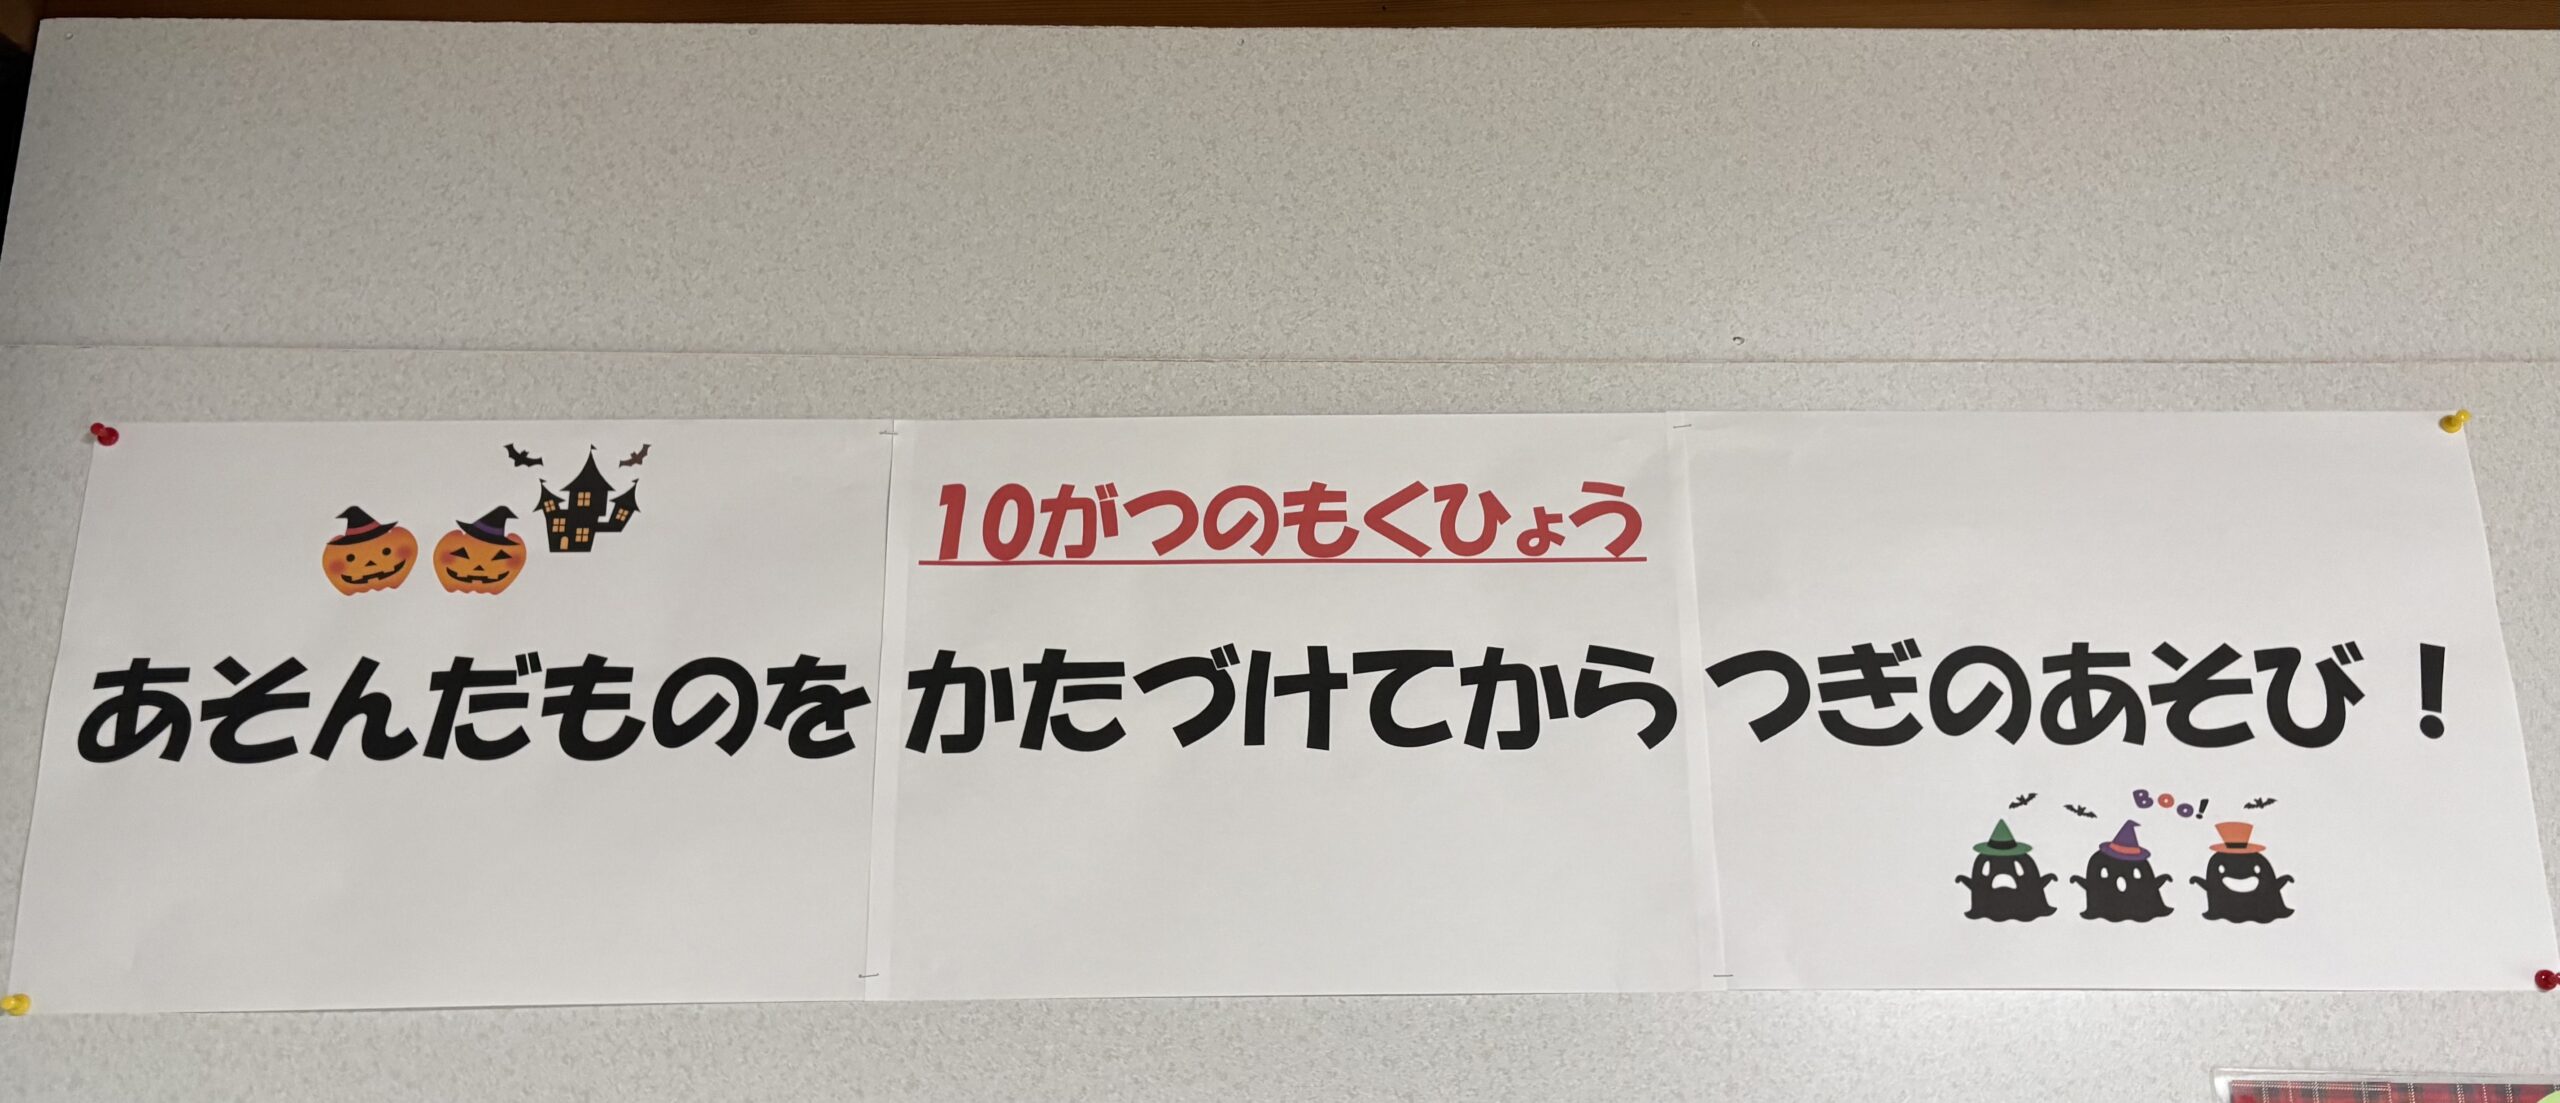 10がつのもくひょう
あそんだものを かたづけてから つぎのあそび！
Boo!